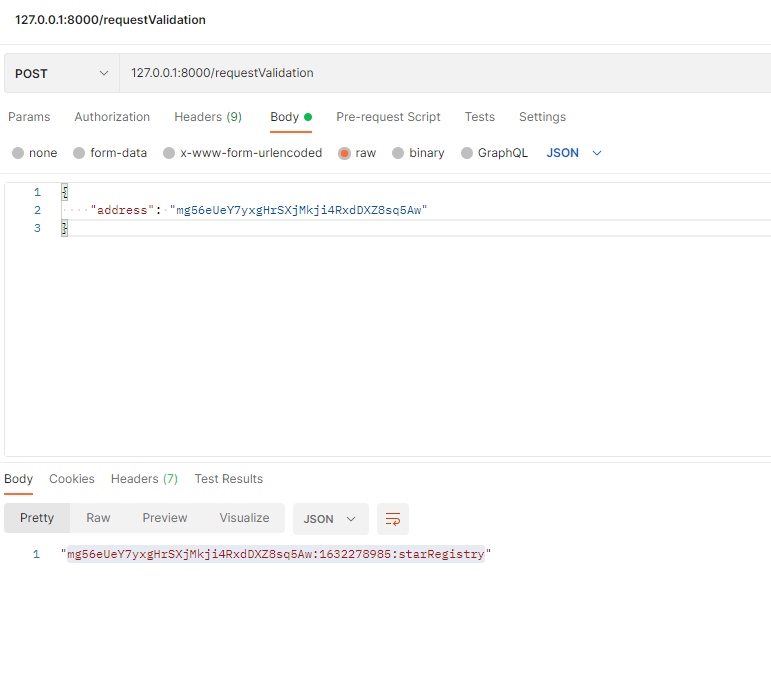 127.0.0.1:8000/requestValidation
POST 127.0.0.1:8000/requestValidation
Params Authorization Headers (9) Body Pre-request Script Tests Settings
none form-data x-www-form-urlencoded raw binary GraphQL JSON
1 {
2 "address": "mg56eUeY7yxgHrSXjMkji4RxdDXZ8sq5Aw"
3 }
Body Cookies Headers (7) Test Results
Pretty Raw Preview Visualize JSON
1 "mg56eUeY7yxgHrSXjMkji4RxdDXZ8sq5Aw:1632278985:starRegistry"